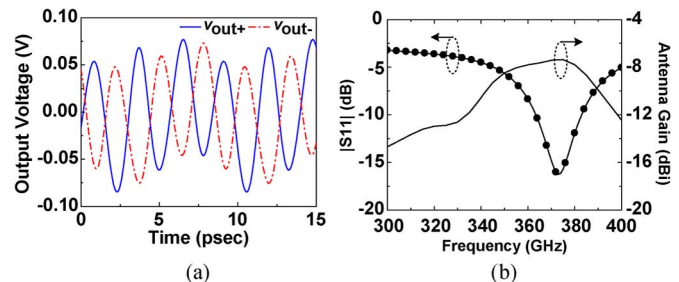 Output Voltage (V)
0.10
0.05
0.00
-0.05
-0.10
vout+
vout-
0
5
10
15
Time (psec)
(a)
|S11| (dB)
0
-5
-10
-15
-20
300
320
340
360
380
400
Frequency (GHz)
-4
-8
-12
-16
-20
Antenna Gain (dBi)
(b)